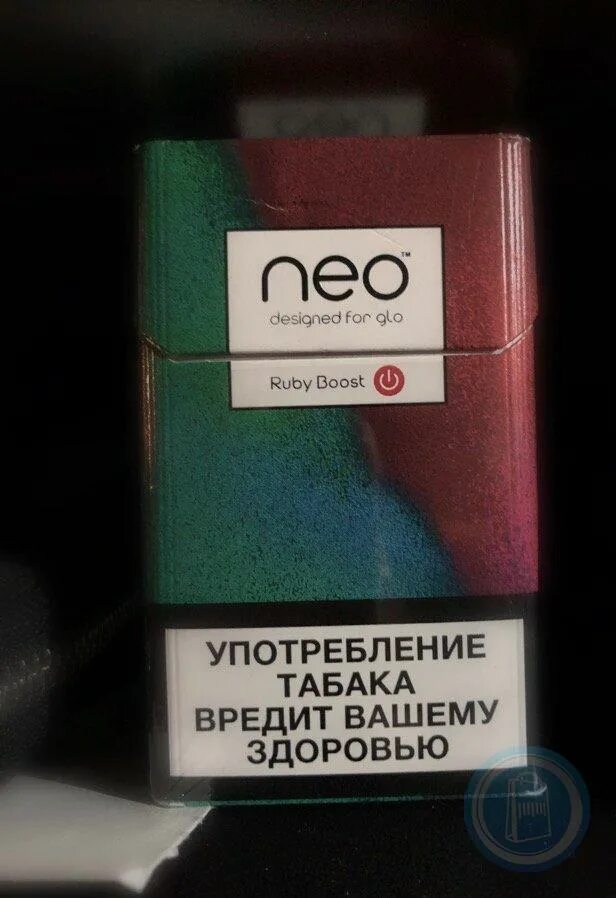 neo™
designed for glo
Ruby Boost
УПОТРЕБЛЕНИЕ
ТАБАКА
ВРЕДИТ ВАШЕМУ
ЗДОРОВЬЮ